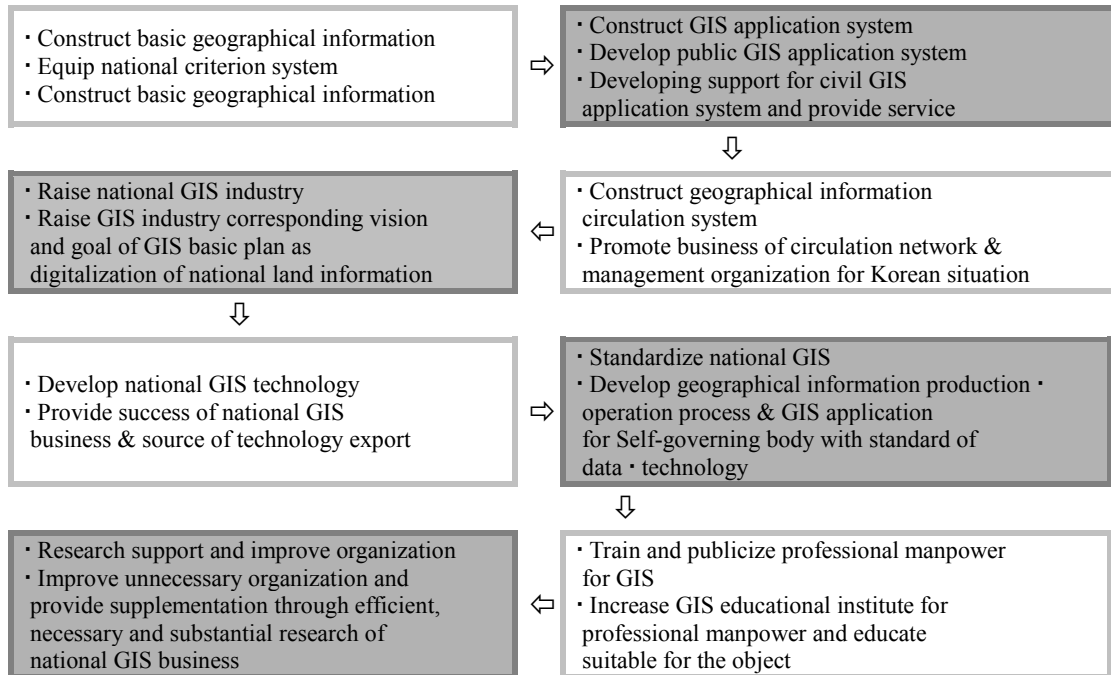 · Construct basic geographical information
· Equip national criterion system
· Construct basic geographical information
⇨
· Construct GIS application system
· Develop public GIS application system
· Developing support for civil GIS
application system and provide service
⇩
· Raise national GIS industry
· Raise GIS industry corresponding vision
and goal of GIS basic plan as
digitalization of national land information
⇦
· Construct geographical information
circulation system
· Promote business of circulation network &
management organization for Korean situation
⇩
· Develop national GIS technology
· Provide success of national GIS
business & source of technology export
⇨
· Standardize national GIS
· Develop geographical information production ·
operation process & GIS application
for Self-governing body with standard of
data · technology
⇩
· Research support and improve organization
· Improve unnecessary organization and
provide supplementation through efficient,
necessary and substantial research of
national GIS business
⇦
· Train and publicize professional manpower
for GIS
· Increase GIS educational institute for
professional manpower and educate
suitable for the object